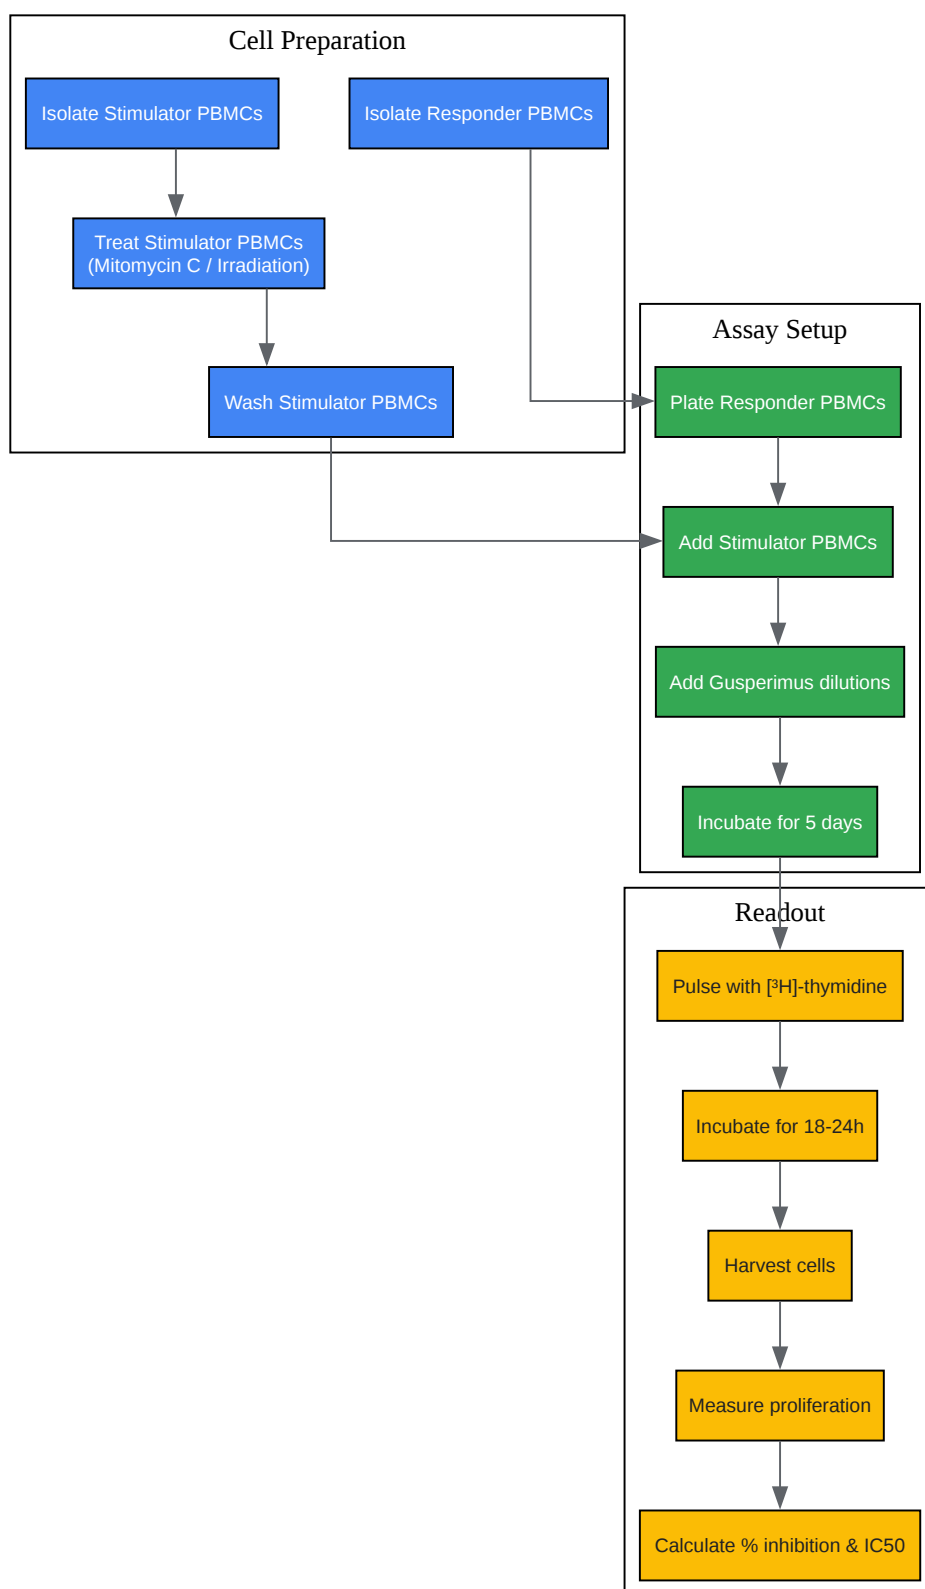 Cell Preparation
Isolate Stimulator PBMCs
Isolate Responder PBMCs
Treat Stimulator PBMCs
(Mitomycin C / Irradiation)
Wash Stimulator PBMCs
Assay Setup
Plate Responder PBMCs
Add Stimulator PBMCs
Add Gusperimus dilutions
Incubate for 5 days
Readout
Pulse with [³H]-thymidine
Incubate for 18-24h
Harvest cells
Measure proliferation
Calculate % inhibition & IC50